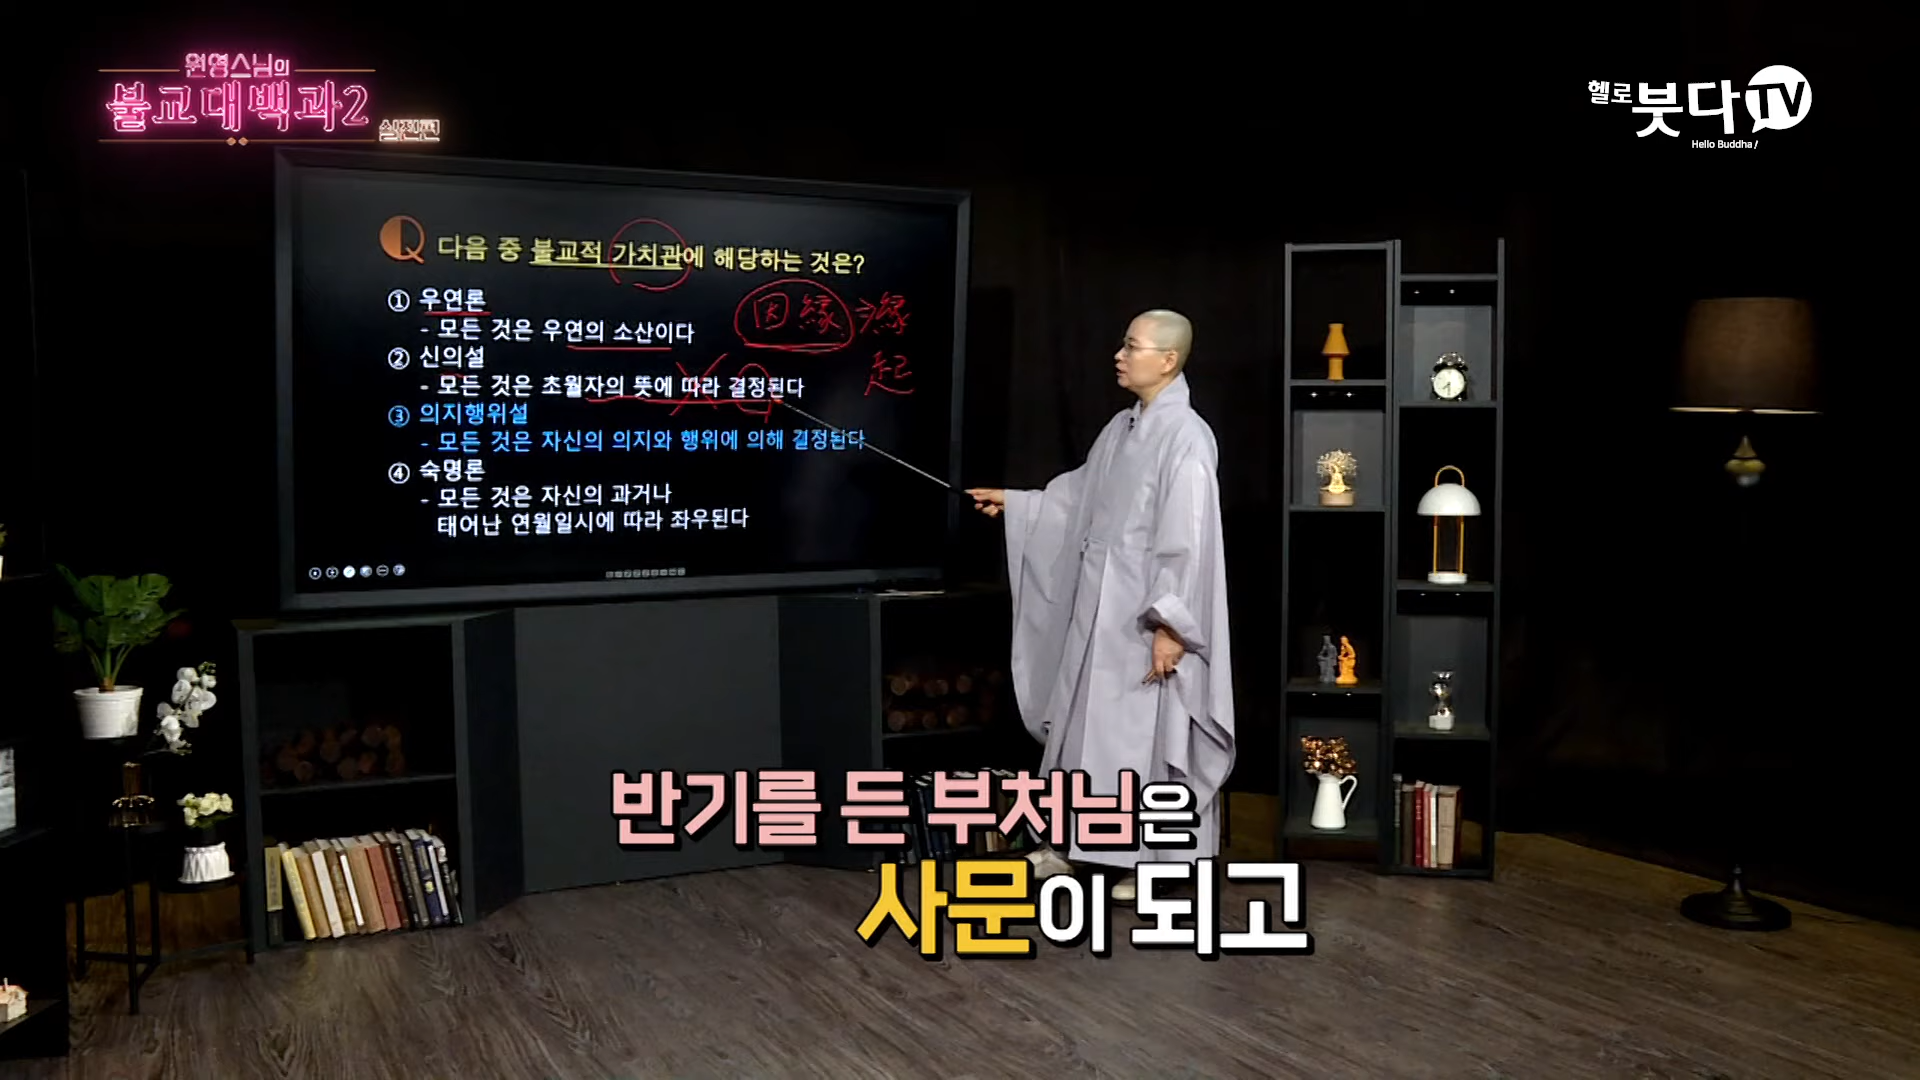 원영스님의
불교대백과2
실전편
헬로붓다TV
Hello Buddha!
Q 다음 중 불교적 가치관에 해당하는 것은?
① 우연론
- 모든 것은 우연의 소산이다
② 신의설
- 모든 것은 초월자의 뜻에 따라 결정된다
③ 의지행위설
- 모든 것은 자신의 의지와 행위에 의해 결정된다
④ 숙명론
- 모든 것은 자신의 과거나
태어난 연월일시에 따라 좌우된다
因緣→緣
起
반기를 든 부처님은
사문이 되고